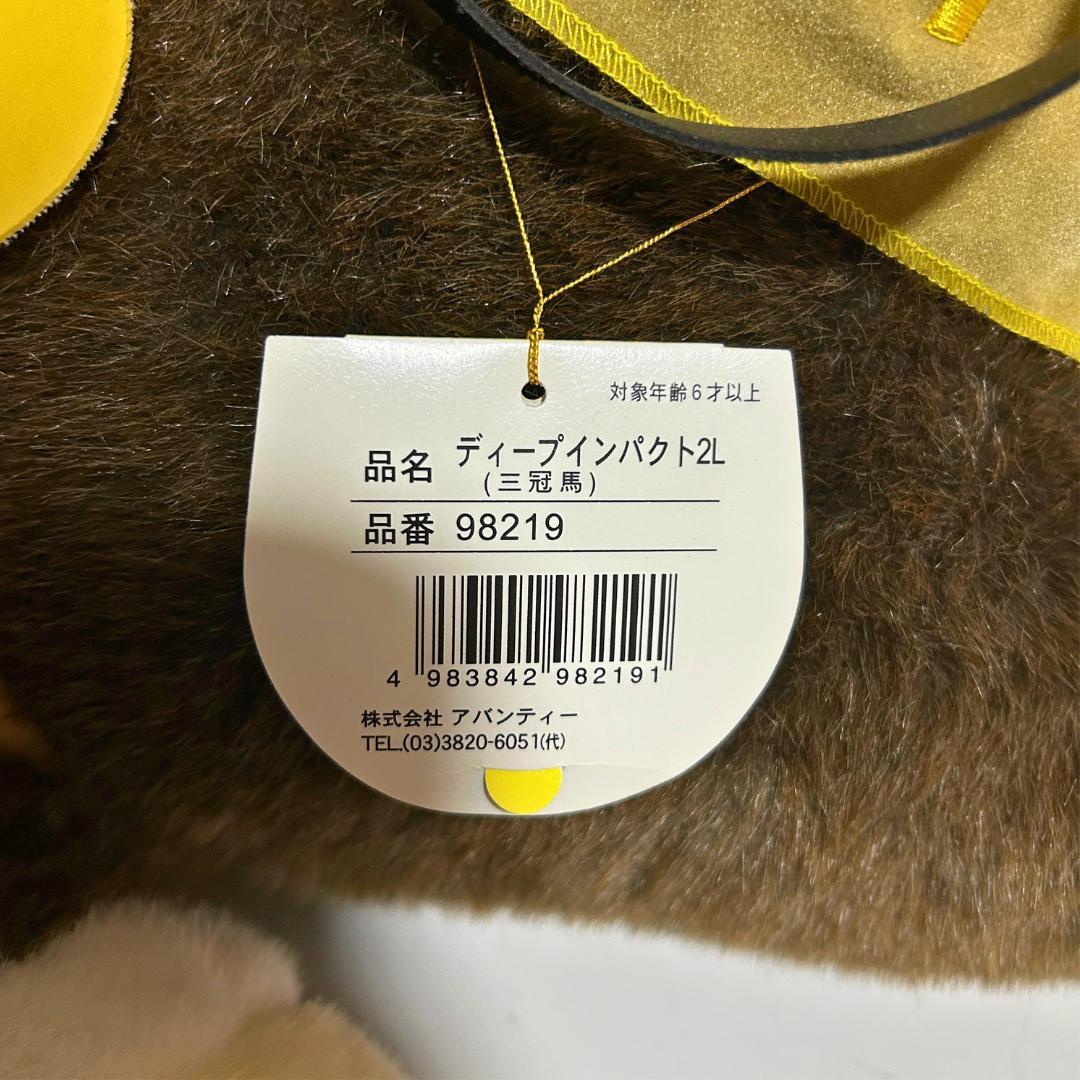 対象年齢6才以上
品名 ディープインパクト2L
(三冠馬)
品番 98219
4 983842 982191
株式会社 アバンティー
TEL.(03)3820-6051(代)